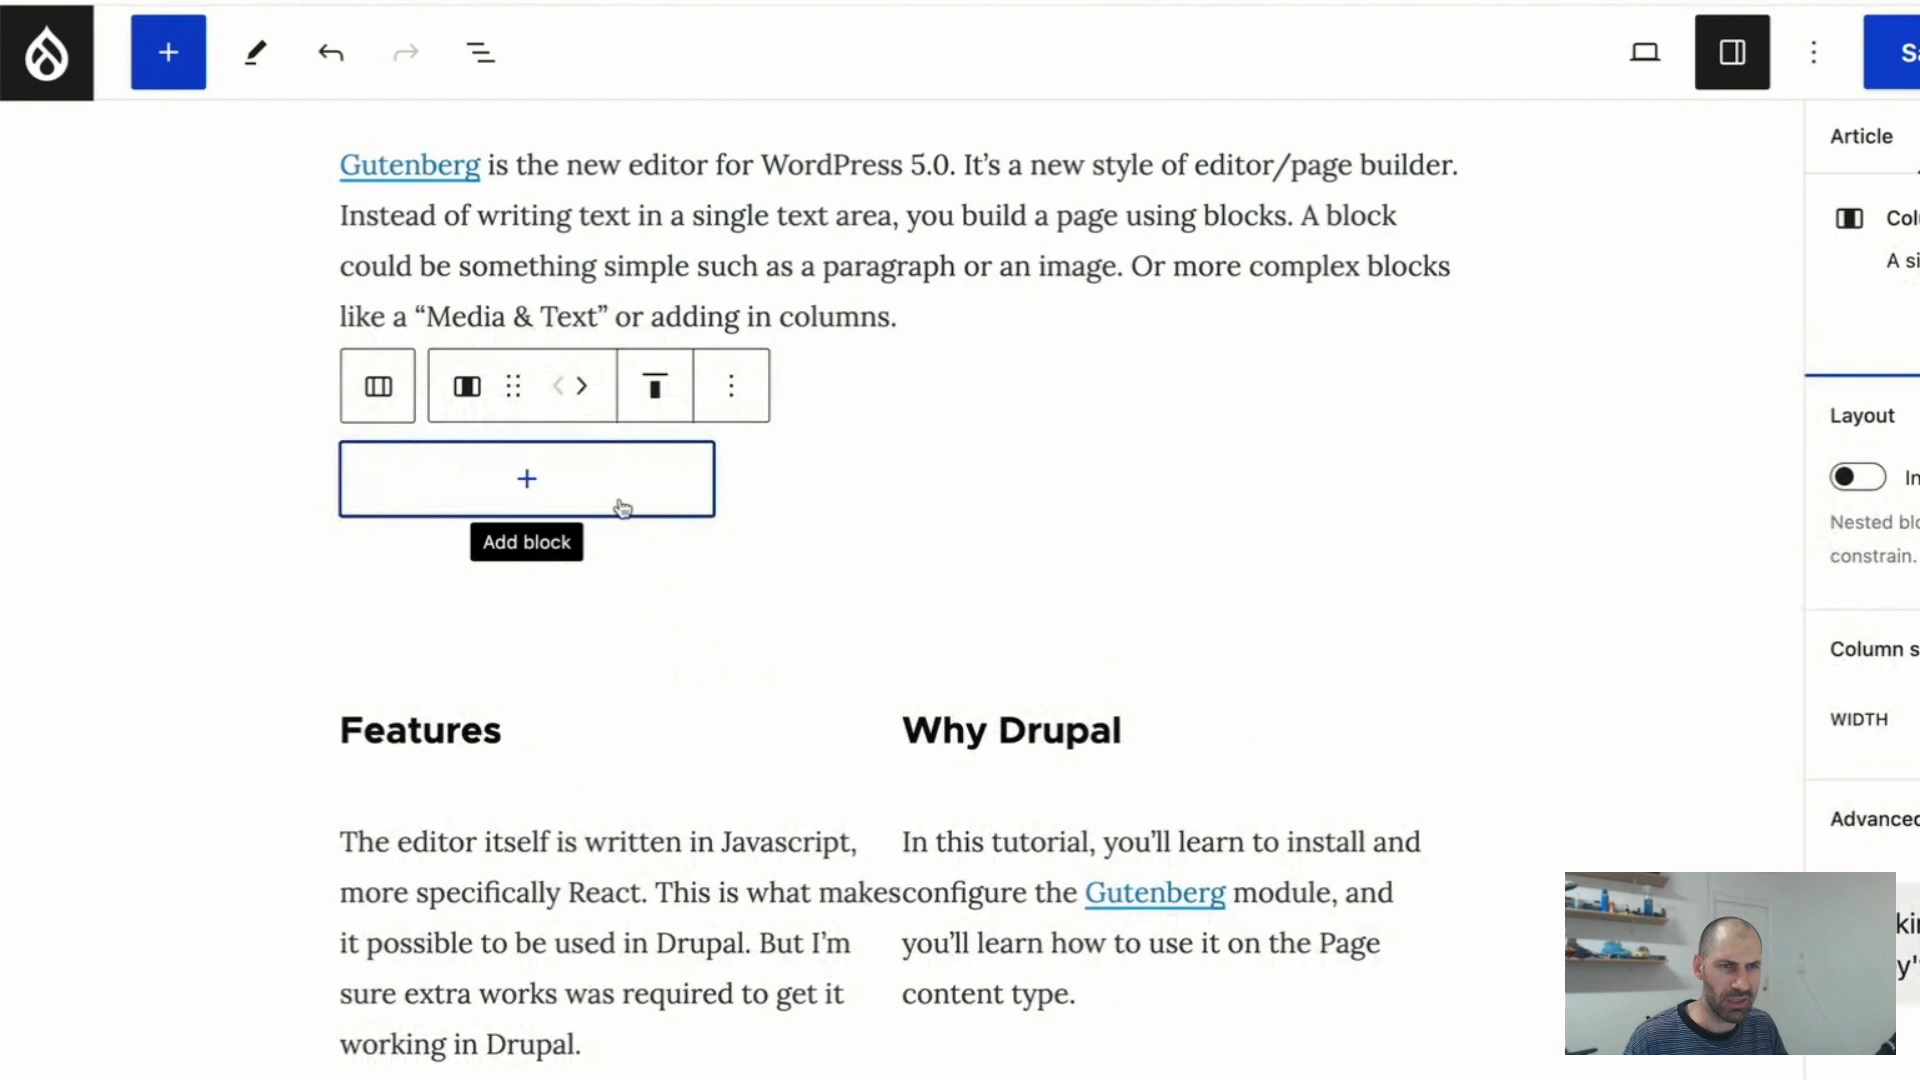 Article
Gutenberg is the new editor for WordPress 5.0. It’s a new style of editor/page builder.
Instead of writing text in a single text area, you build a page using blocks. A block
could be something simple such as a paragraph or an image. Or more complex blocks
like a “Media & Text” or adding in columns.
Add block
Layout
Nested
constrain.
Column
WIDTH
Advanced
Features
The editor itself is written in Javascript,
more specifically React. This is what makes
it possible to be used in Drupal. But I’m
sure extra works was required to get it
working in Drupal.
Why Drupal
In this tutorial, you’ll learn to install and
configure the Gutenberg module, and
you’ll learn how to use it on the Page
content type.